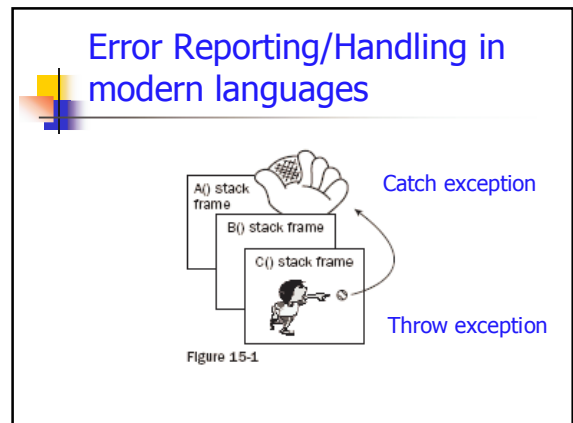 Error Reporting/Handling in
modern languages
A() stack
frame
Catch exception
B() stack frame
C() stack frame
Throw exception
Figure 15-1